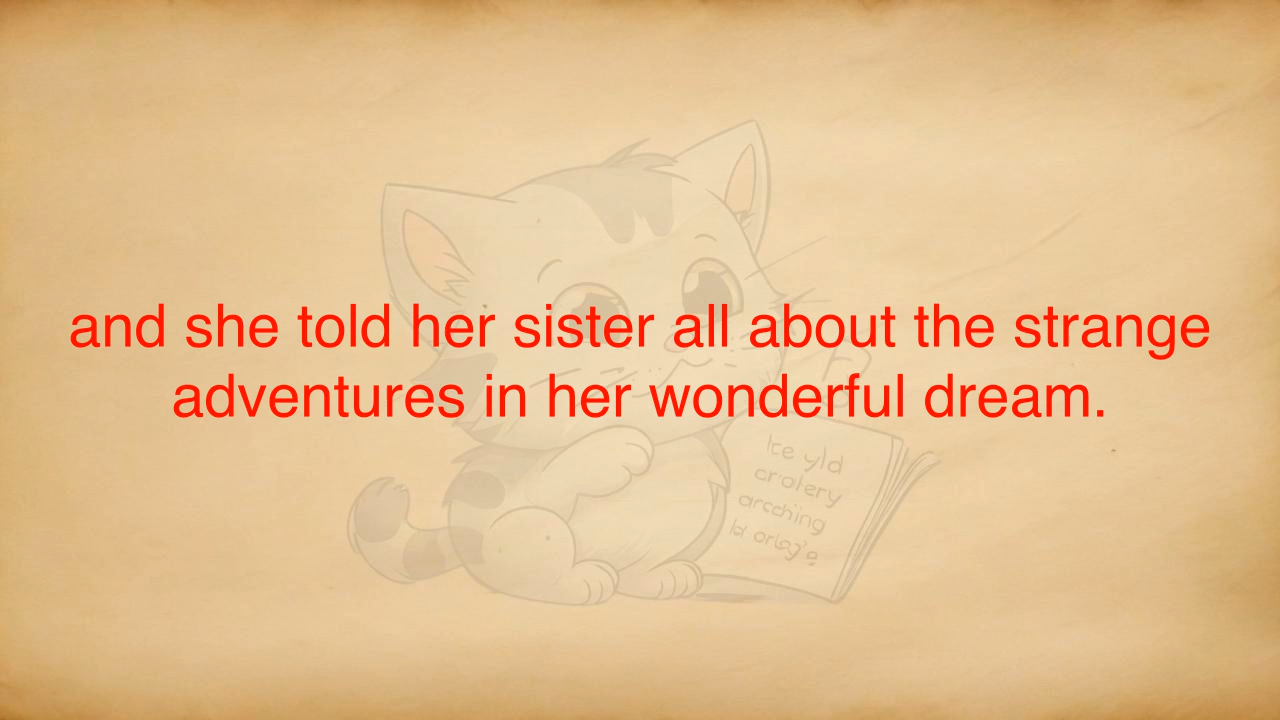 and she told her sister all about the strange
adventures in her wonderful dream.